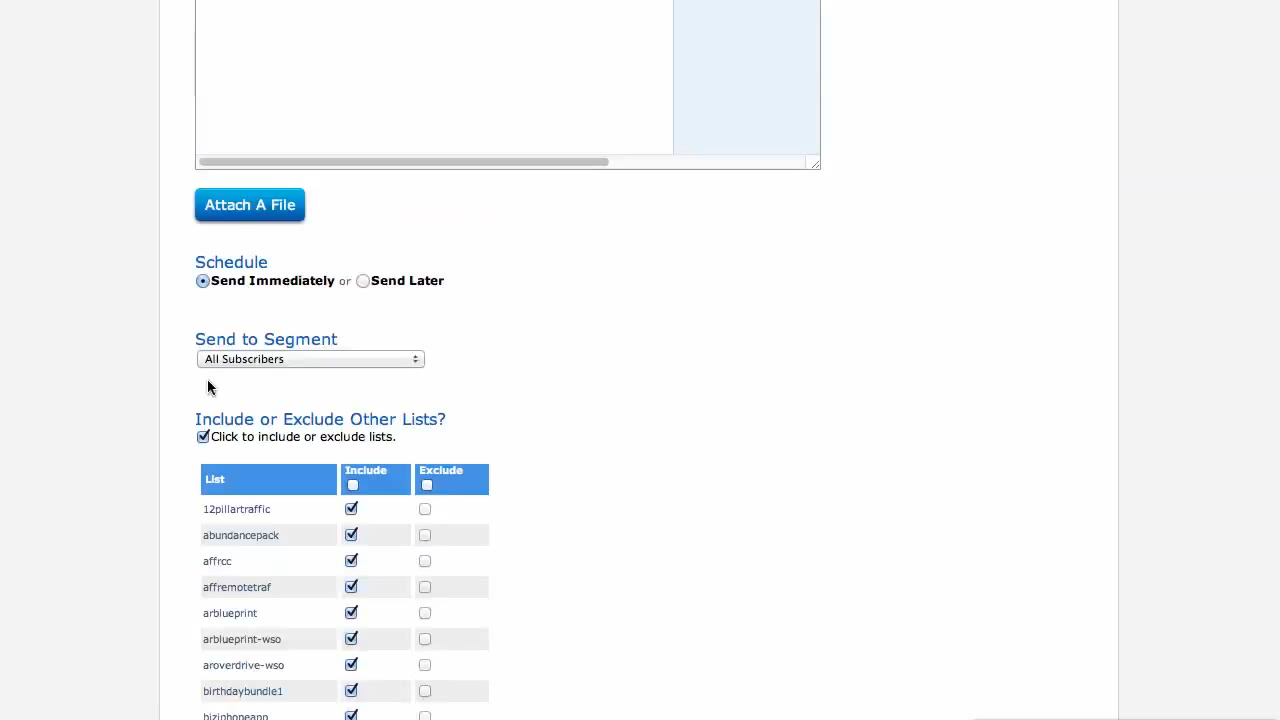 Attach A File
Schedule
Send Immediately or Send Later
Send to Segment
All Subscribers
Include or Exclude Other Lists?
Click to include or exclude lists.
List Include Exclude
12pillartraffic
abundancepack
affrcc
affremotetraf
arblueprint
arblueprint-wso
aroverdrive-wso
birthdaybundle1
biziphoneapp